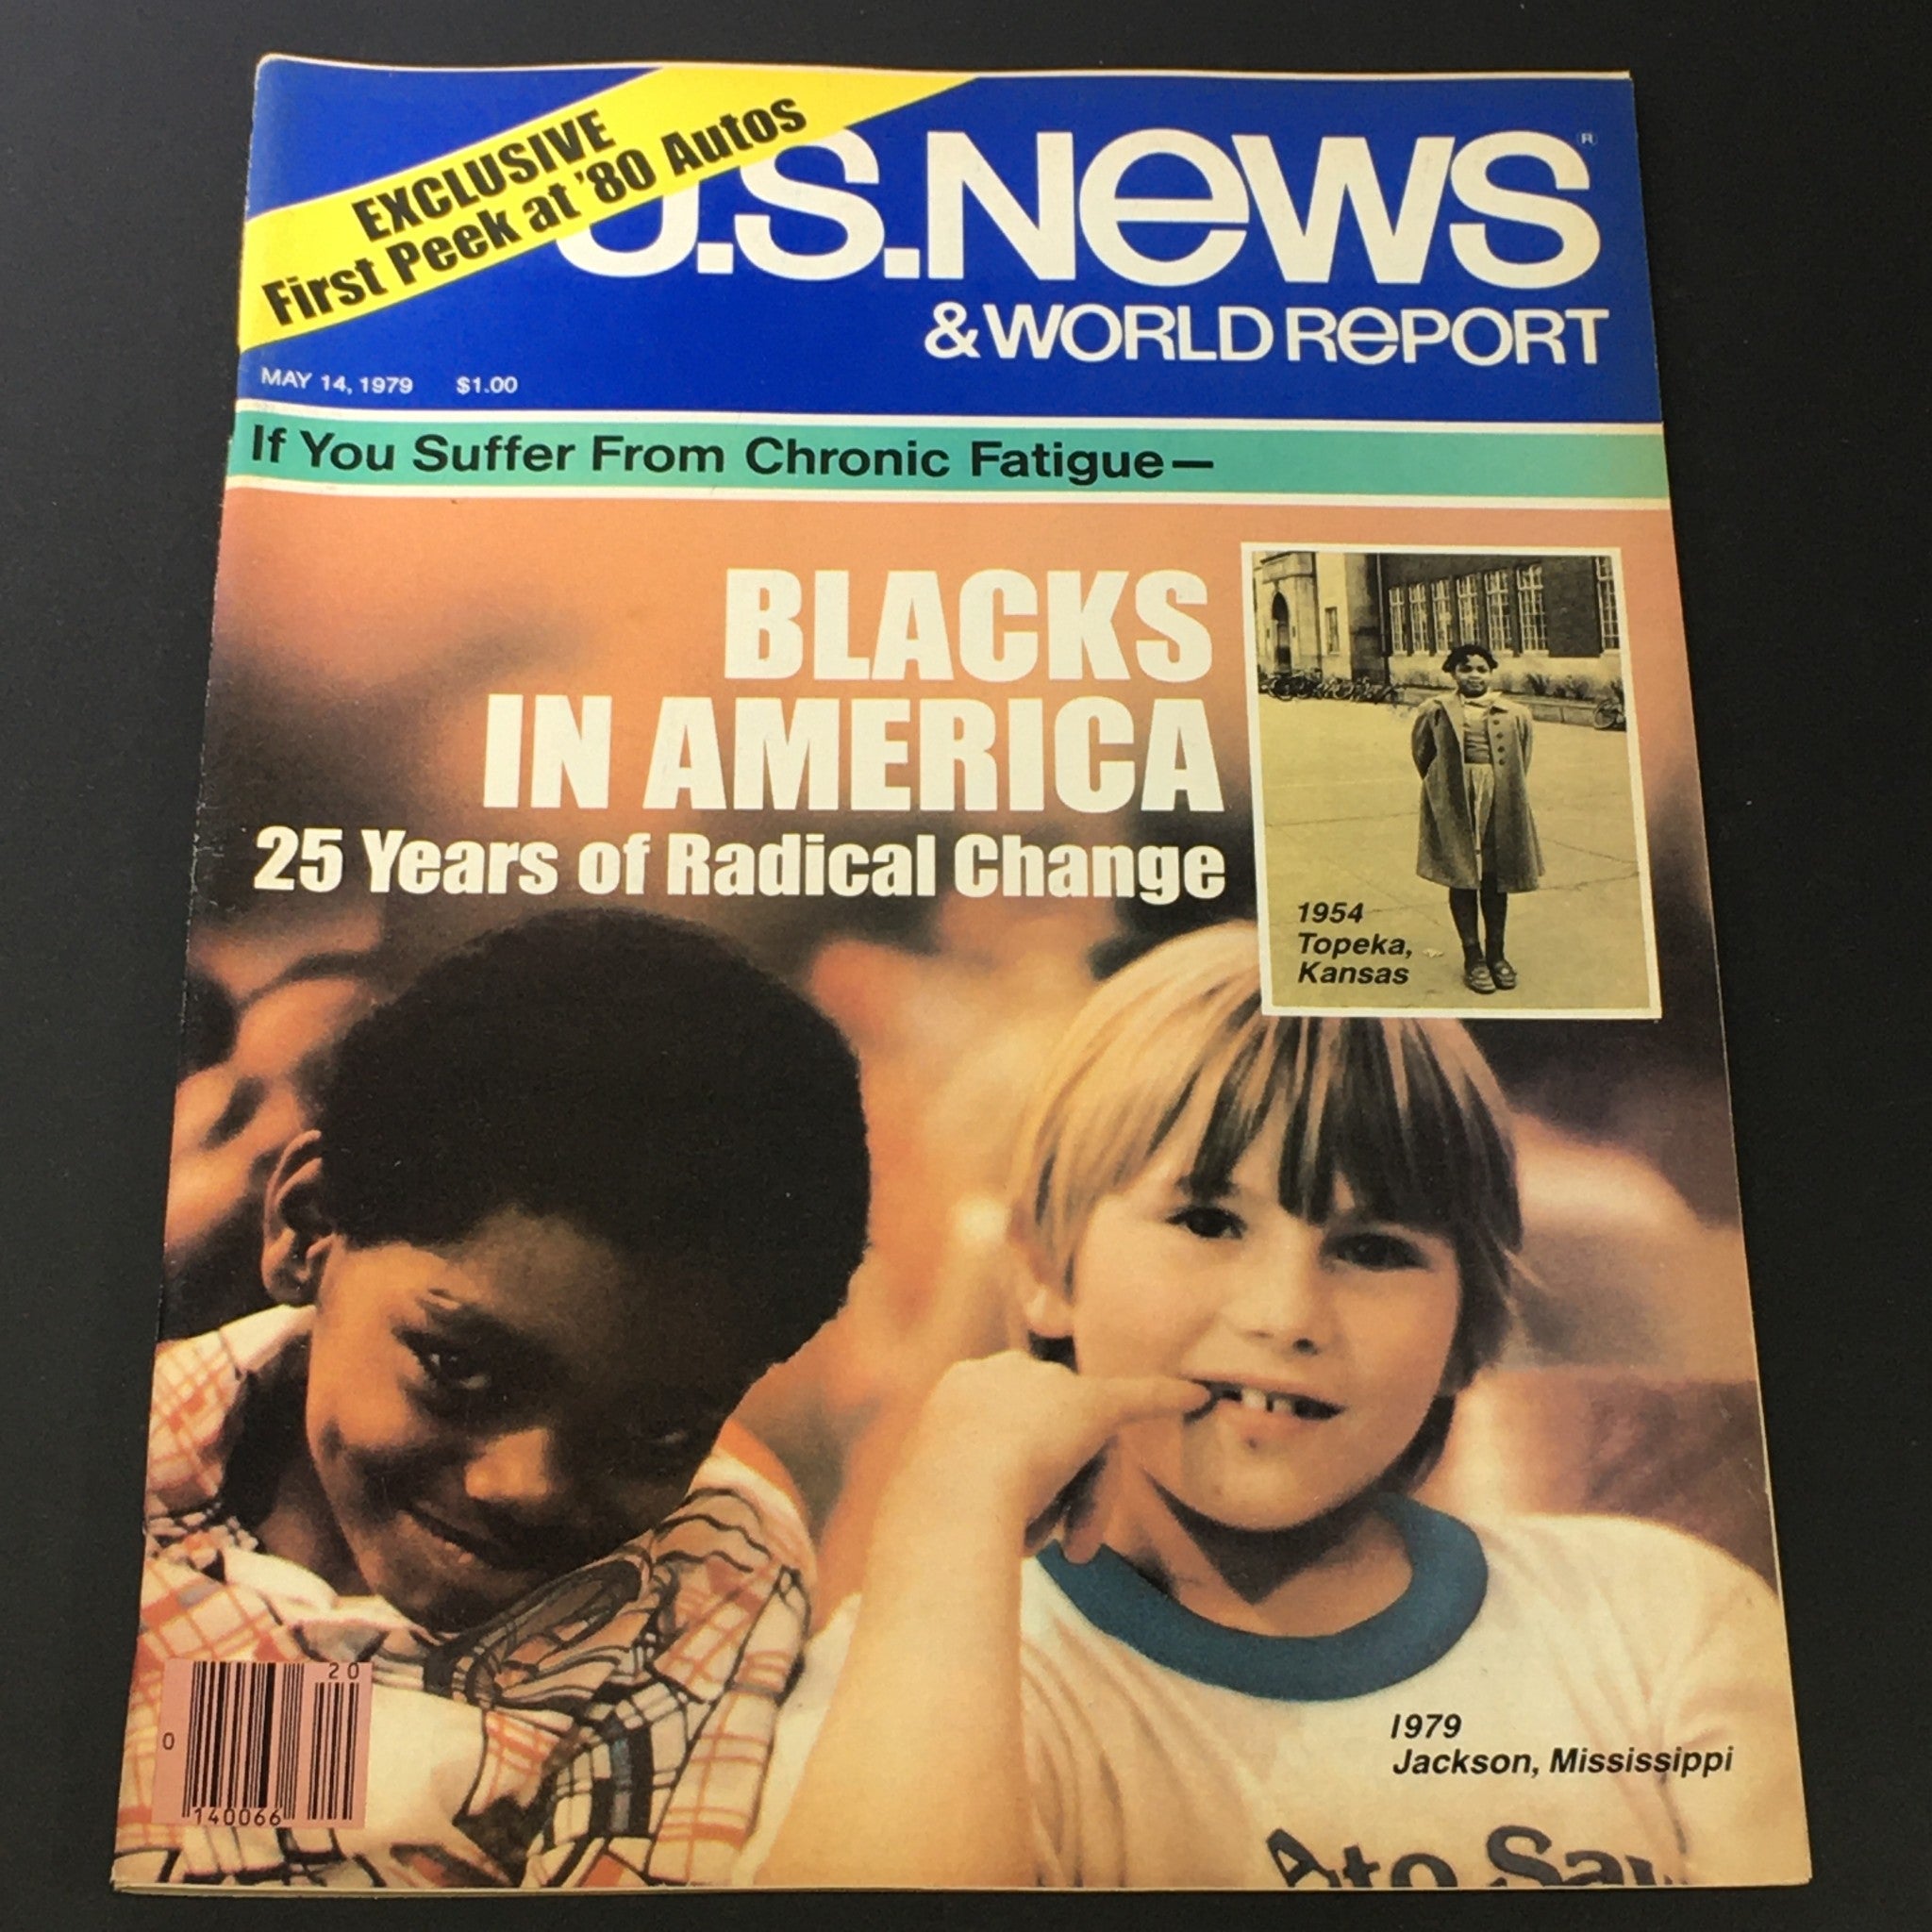 EXCLUSIVE
First Peek at '80 Autos
U.S.News
& WORLD RePORT
MAY 14, 1979 $1.00
If You Suffer From Chronic Fatigue—
BLACKS
IN AMERICA
25 Years of Radical Change
1954
Topeka,
Kansas
1979
Jackson, Mississippi
20
0
140066